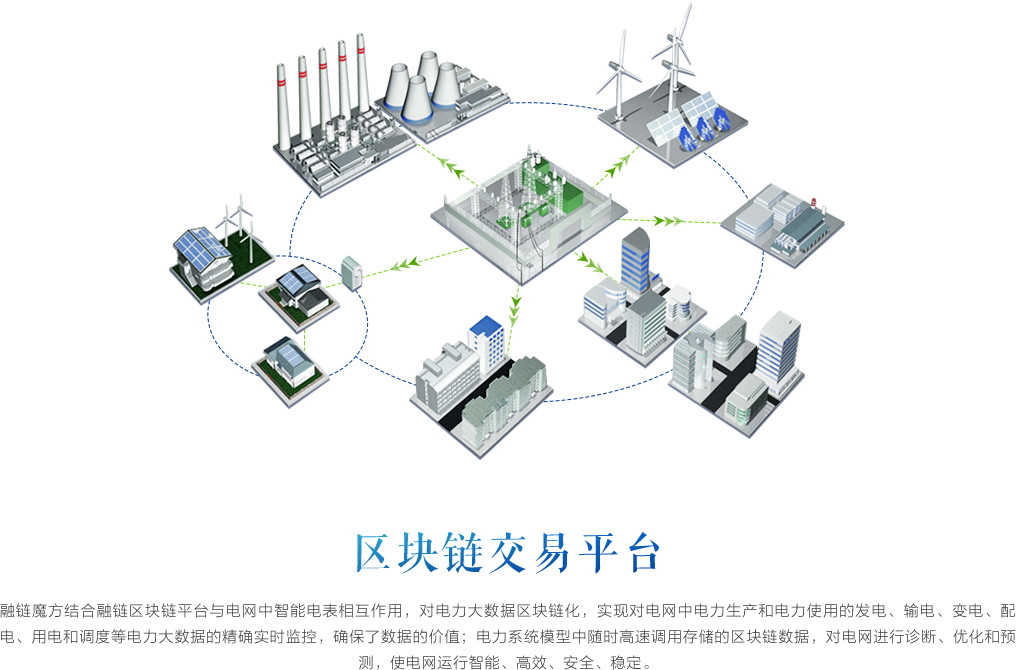 区块链交易平台
融链魔方结合融链区块链平台与电网中智能电表相互作用，对电力大数据区块链化，实现对电网中电力生产和电力使用的发电、输电、变电、配
电、用电和调度等电力大数据的精确实时监控，确保了数据的价值；电力系统模型中随时高速调用存储的区块链数据，对电网进行诊断、优化和预
测，使电网运行智能、高效、安全、稳定。